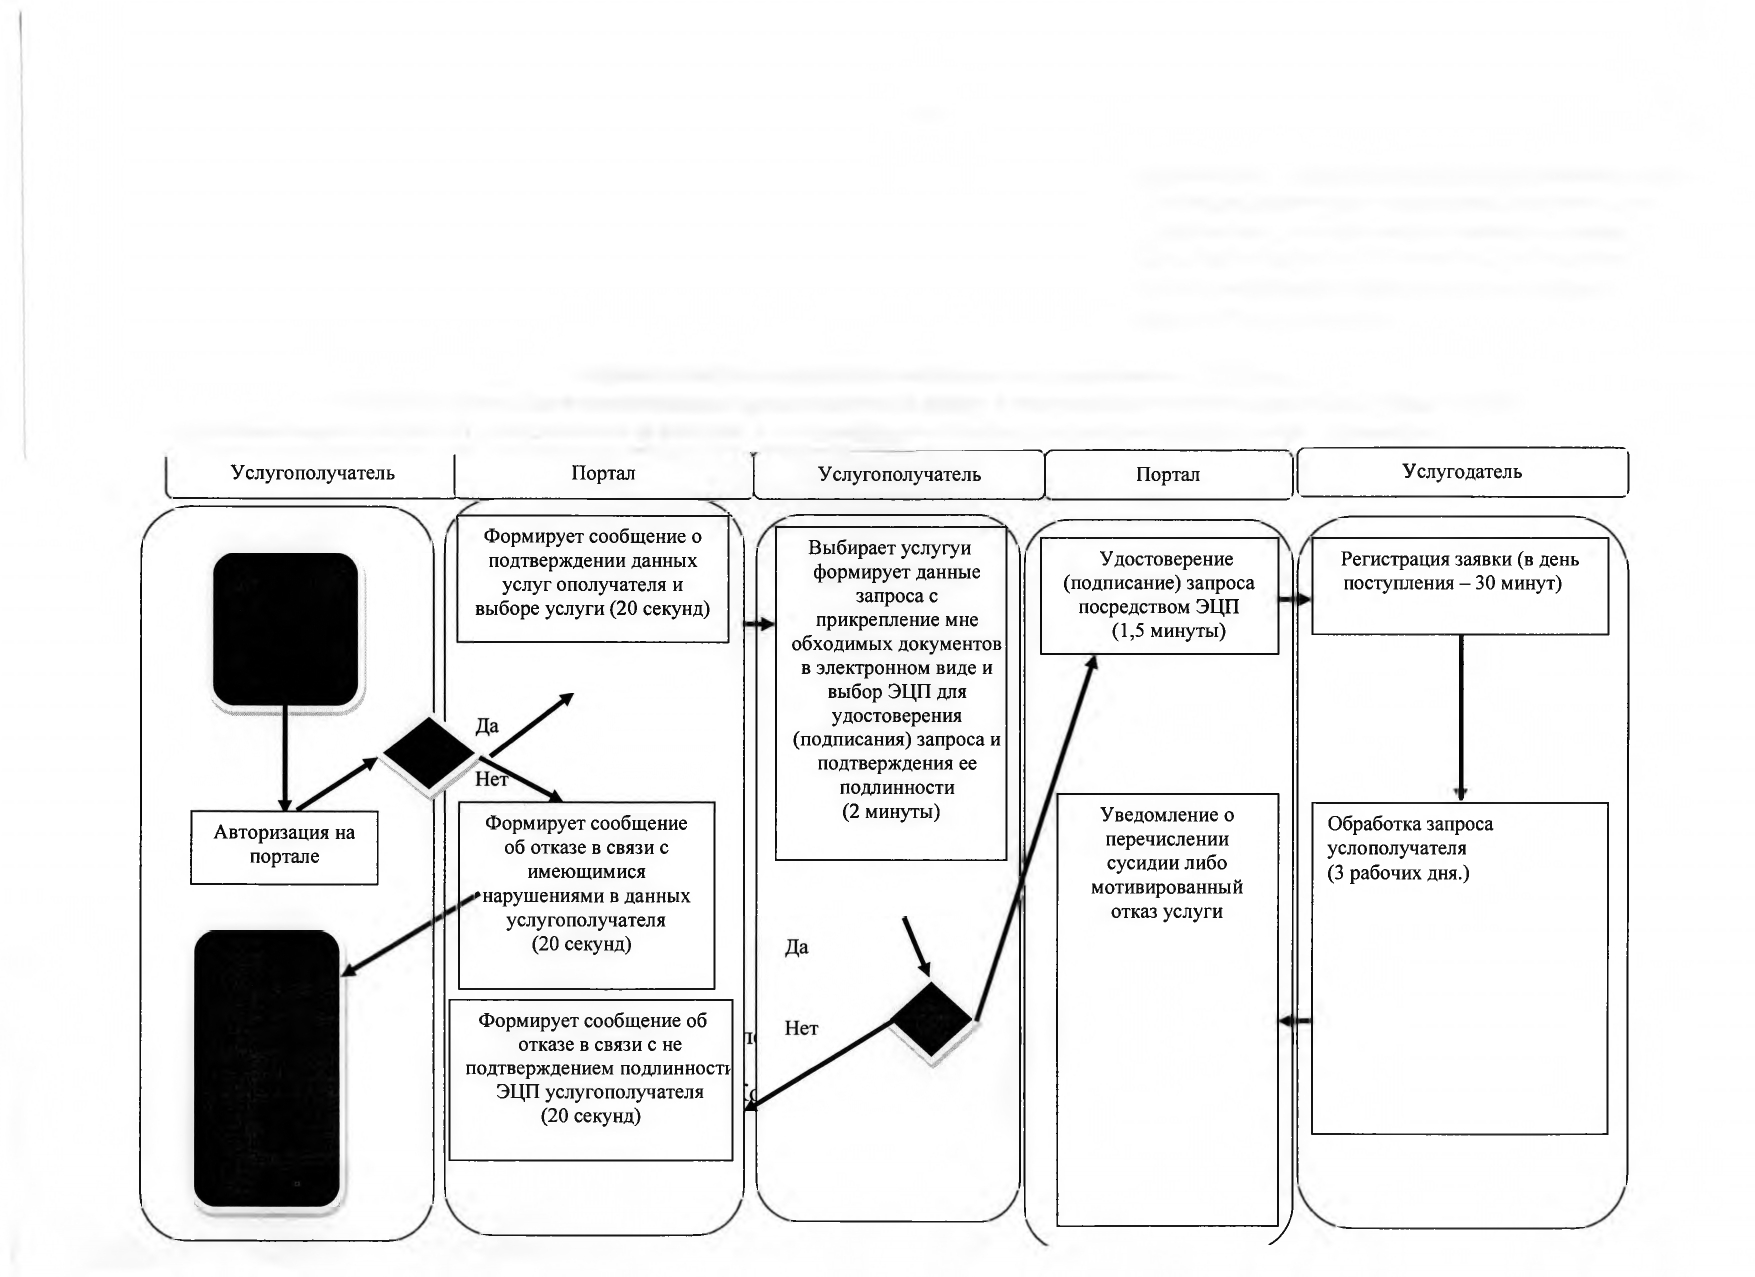 Услугополучатель
Портал
Услугополучатель
Портал
Услугодатель
Авторизация на
портале
Формирует сообщение о
подтверждении данных
услуг ополучателя и
выборе услуги (20 секунд)
Да
Нет
Формирует сообщение
об отказе в связи с
имеющимися
нарушениями в данных
услугополучателя
(20 секунд)
Формирует сообщение об
отказе в связи с не
подтверждением подлинности
ЭЦП услугополучателя
(20 секунд)
Выбирает услугуи
формирует данные
запроса с
прикрепление мне
обходимых документов
в электронном виде и
выбор ЭЦП для
удостоверения
(подписания) запроса и
подтверждения ее
подлинности
(2 минуты)
Да
Нет
Удостоверение
(подписание) запроса
посредством ЭЦП
(1,5 минуты)
Уведомление о
перечислении
сусидии либо
мотивированный
отказ услуги
Регистрация заявки (в день
поступления – 30 минут)
Обработка запроса
услополучателя
(3 рабочих дня.)